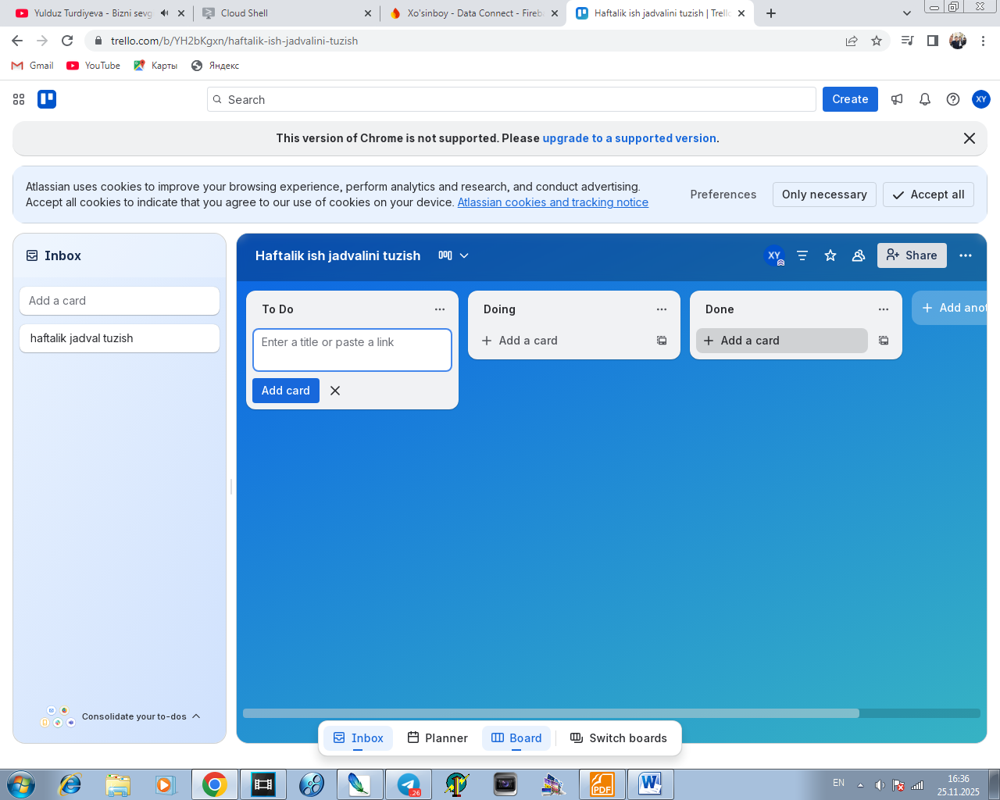 Yulduz Turdiyeva - Bizni sevg
Cloud Shell
Xo'sinboy - Data Connect - Fireba
Haftalik ish jadvalini tuzish | Trello
trello.com/b/YH2bKgxn/haftalik-ish-jadvalini-tuzish
Gmail
YouTube
Карты
Яндекс
Search
Create
XY
This version of Chrome is not supported. Please upgrade to a supported version.
Atlassian uses cookies to improve your browsing experience, perform analytics and research, and conduct advertising.
Accept all cookies to indicate that you agree to our use of cookies on your device. Atlassian cookies and tracking notice
Preferences
Only necessary
Accept all
Inbox
Add a card
haftalik jadval tuzish
Consolidate your to-dos
Haftalik ish jadvalini tuzish
XY
Share
To Do
Enter a title or paste a link
Add card
Doing
Add a card
Done
Add a card
Add anot
Inbox
Planner
Board
Switch boards
.26
PDF
W
EN
16:36
25.11.2025